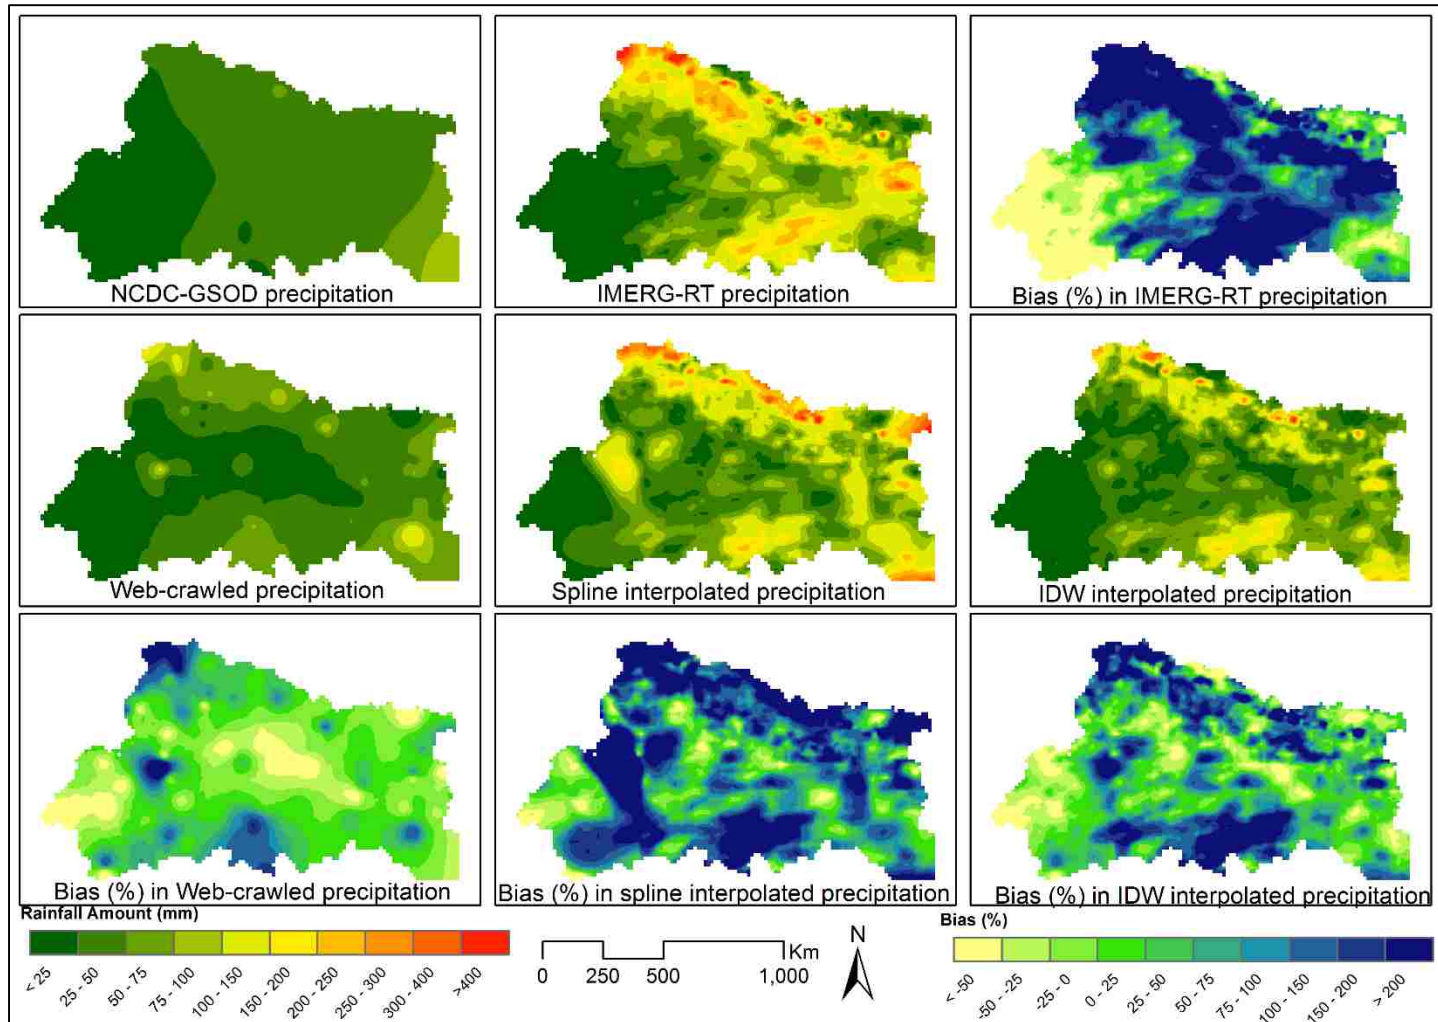 NCDC-GSOD precipitation
IMERG-RT precipitation
Bias (%) in IMERG-RT precipitation
Web-crawled precipitation
Spline interpolated precipitation
IDW interpolated precipitation
Bias (%) in Web-crawled precipitation
Bias (%) in spline interpolated precipitation
Bias (%) in IDW interpolated precipitation
Rainfall Amount (mm)
< 25
25 - 50
50 - 75
75 - 100
100 - 150
150 - 200
200 - 250
250 - 300
300 - 400
>400
Km
0 250 500 1,000
N
Bias (%)
< -50
-50 - -25
-25 - 0
0 - 25
25 - 50
50 - 75
75 - 100
100 - 150
150 - 200
> 200